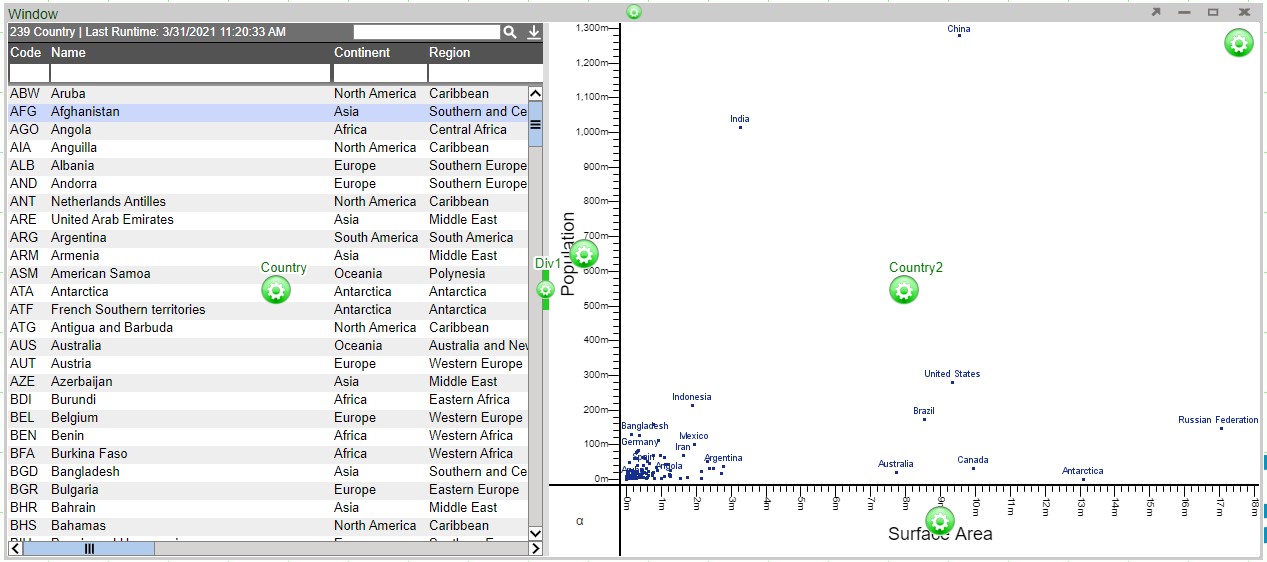 Window
239 Country | Last Runtime: 3/31/2021 11:20:33 AM
Code Name Continent Region
ABW Aruba North America Caribbean
AFG Afghanistan Asia Southern and Ce
AGO Angola Africa Central Africa
AIA Anguilla North America Caribbean
ALB Albania Europe Southern Europe
AND Andorra Europe Southern Europe
ANT Netherlands Antilles North America Caribbean
ARE United Arab Emirates Asia Middle East
ARG Argentina South America South America
ARM Armenia Asia Middle East
ASM American Samoa Oceania Polynesia
ATA Antarctica Antarctica Antarctica
ATF French Southern territories Antarctica Antarctica
ATG Antigua and Barbuda North America Caribbean
AUS Australia Oceania Australia and Nev
AUT Austria Europe Western Europe
AZE Azerbaijan Asia Middle East
BDI Burundi Africa Eastern Africa
BEL Belgium Europe Western Europe
BEN Benin Africa Western Africa
BFA Burkina Faso Africa Western Africa
BGD Bangladesh Asia Southern and Ce
BGR Bulgaria Europe Eastern Europe
BHR Bahrain Asia Middle East
BHS Bahamas North America Caribbean
Country
Div1
Population
1,300m
1,200m
1,100m
1,000m
900m
800m
700m
600m
500m
400m
300m
200m
100m
0m
China
India
Country2
United States
Indonesia
Brazil
Russian Federation
Bangladesh
Mexico
Germany
Iran
Spain
Argentina
Angola
Australia
Canada
Antarctica
0m 1m 2m 3m 4m 5m 6m 7m 8m 9m 10m 11m 12m 13m 14m 15m 16m 17m 18m
α
Surface Area